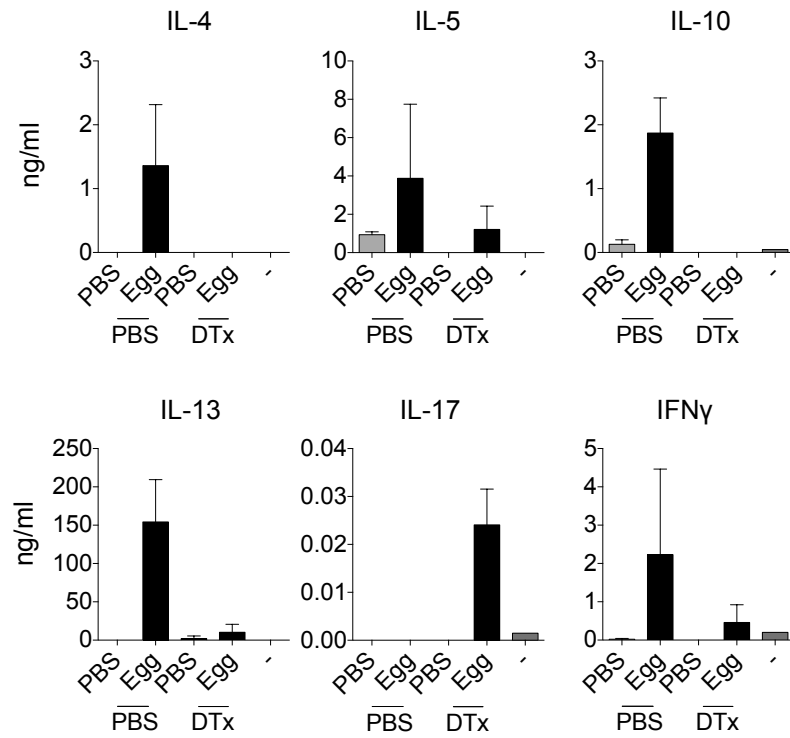 IL-4
ng/ml
3
2
1
0
PBS
Egg
PBS
Egg
-
PBS
DTx
IL-5
10
8
6
4
2
0
PBS
Egg
PBS
Egg
-
PBS
DTx
IL-10
3
2
1
0
PBS
Egg
PBS
Egg
-
PBS
DTx
IL-13
ng/ml
250
200
150
100
50
0
PBS
Egg
PBS
Egg
-
PBS
DTx
IL-17
0.04
0.03
0.02
0.01
0.00
PBS
Egg
PBS
Egg
-
PBS
DTx
IFNγ
5
4
3
2
1
0
PBS
Egg
PBS
Egg
-
PBS
DTx